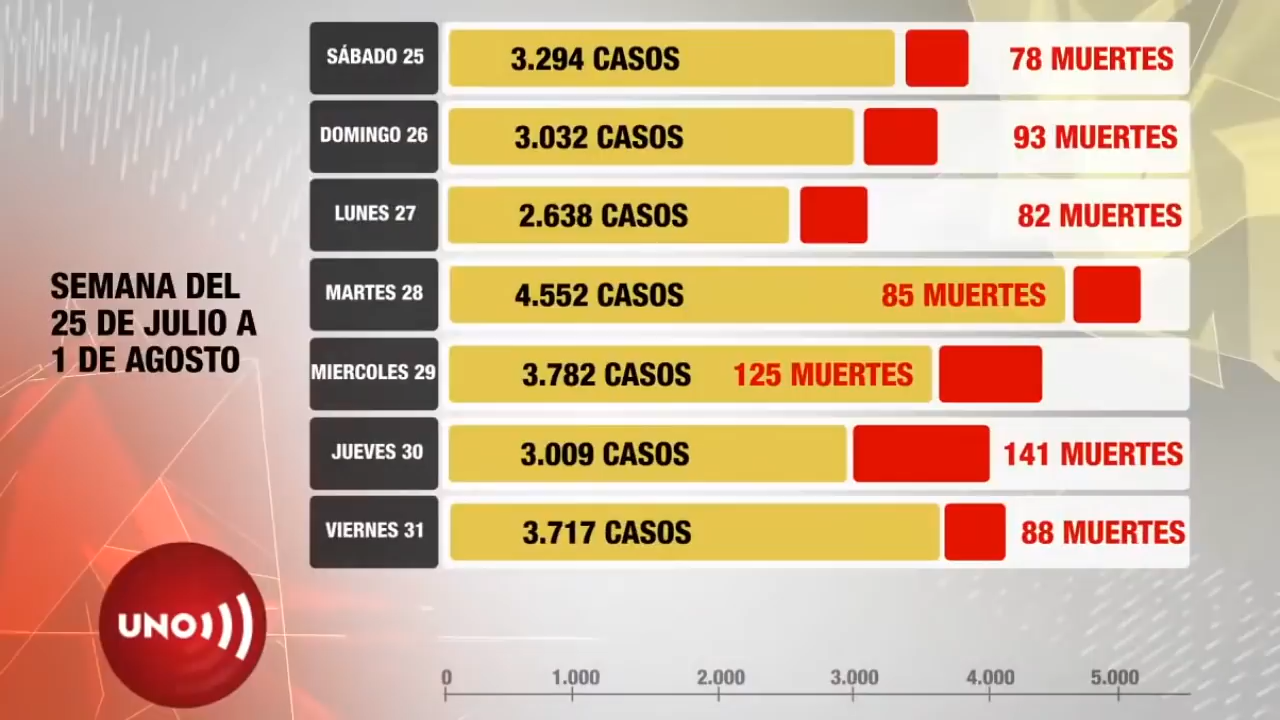 SÁBADO 25
3.294 CASOS
78 MUERTES
DOMINGO 26
3.032 CASOS
93 MUERTES
LUNES 27
2.638 CASOS
82 MUERTES
SEMANA DEL
25 DE JULIO A
1 DE AGOSTO
MARTES 28
4.552 CASOS
85 MUERTES
MIERCOLES 29
3.782 CASOS
125 MUERTES
JUEVES 30
3.009 CASOS
141 MUERTES
VIERNES 31
3.717 CASOS
88 MUERTES
UNO
0 1.000 2.000 3.000 4.000 5.000